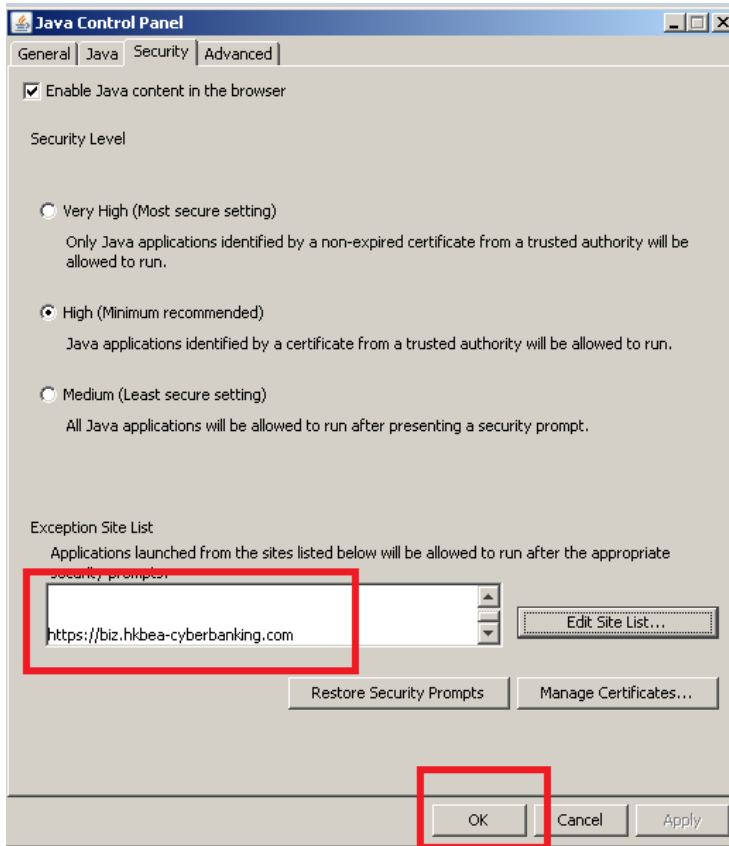 Java Control Panel
General Java Security Advanced
Enable Java content in the browser
Security Level
Very High (Most secure setting)
Only Java applications identified by a non-expired certificate from a trusted authority will be
allowed to run.
High (Minimum recommended)
Java applications identified by a certificate from a trusted authority will be allowed to run.
Medium (Least secure setting)
All Java applications will be allowed to run after presenting a security prompt.
Exception Site List
Applications launched from the sites listed below will be allowed to run after the appropriate
security prompts.
https://biz.hkbea-cyberbanking.com
Edit Site List...
Restore Security Prompts Manage Certificates...
OK Cancel Apply